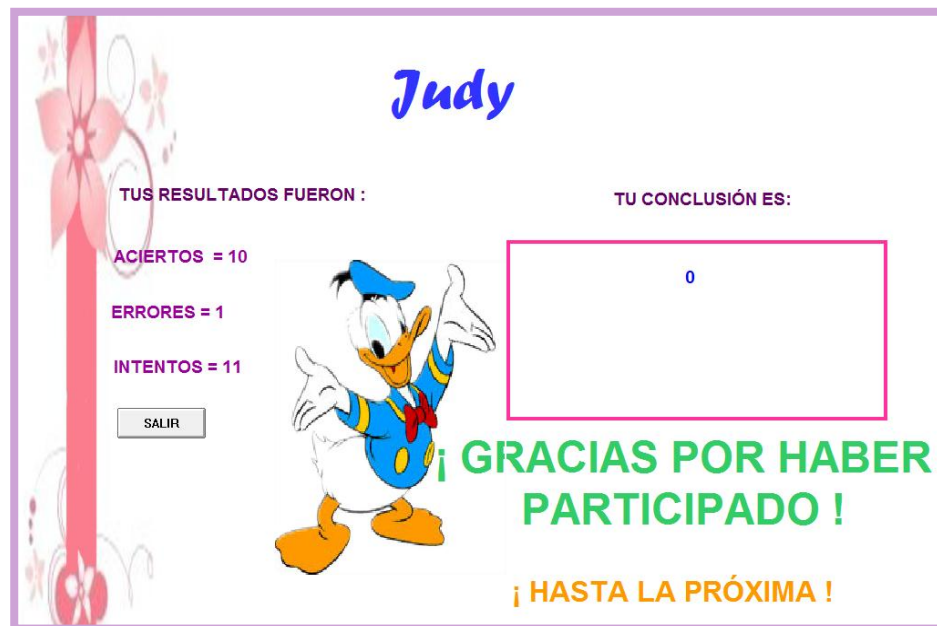 Judy
TUS RESULTADOS FUERON :
ACIERTOS = 10
ERRORES = 1
INTENTOS = 11
SALIR
TU CONCLUSIÓN ES:
0
¡ GRACIAS POR HABER
PARTICIPADO !
¡ HASTA LA PRÓXIMA !